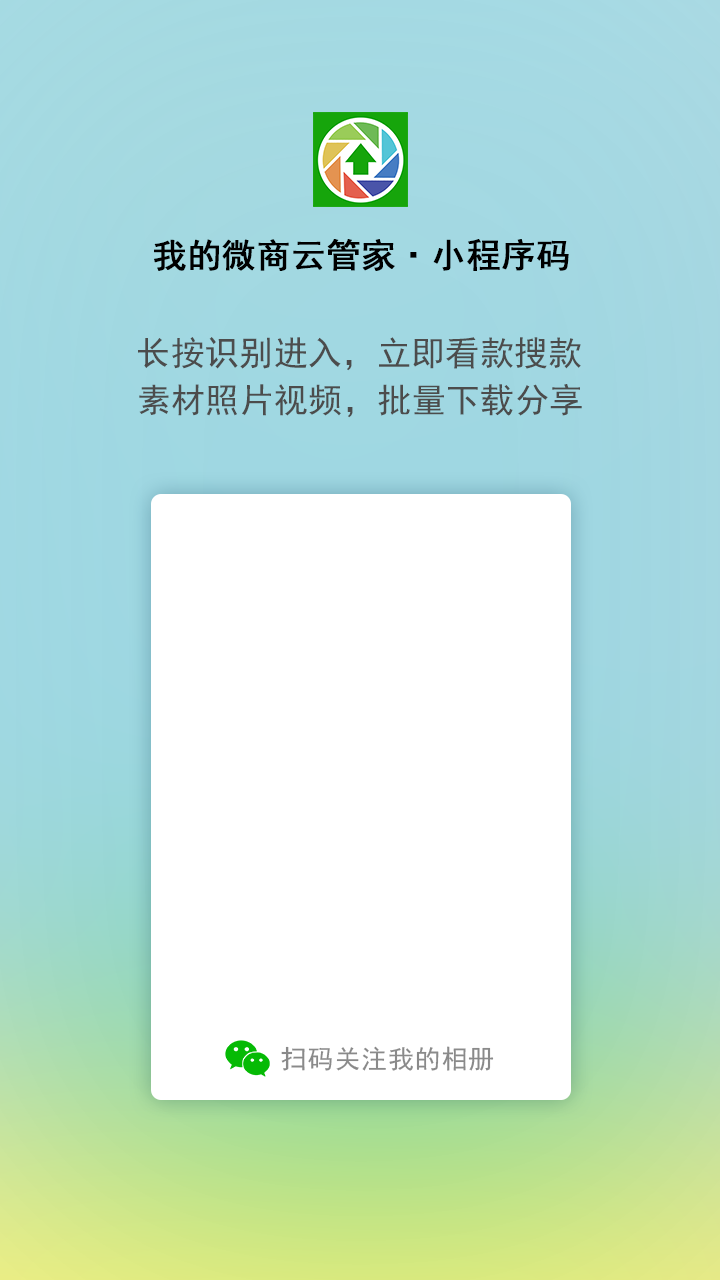 我的微商云管家·小程序码
长按识别进入，立即看款搜款
素材照片视频，批量下载分享
扫码关注我的相册